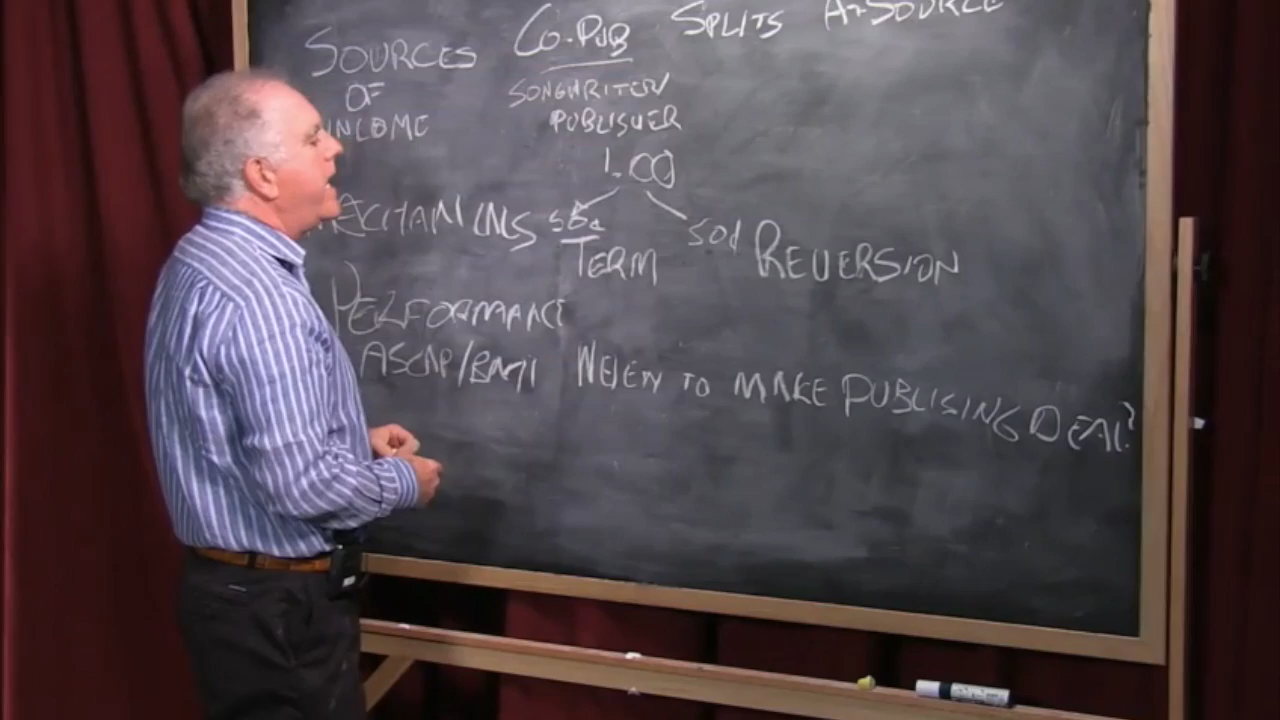 SOURCES
OF
INCOME
Co-PUB
SONGWRITER
PUBLISHER
1.00
50¢
TERM
50¢
REVERSION
SPLITS AT SOURCE
MECHANICALS
PERFORMANCE
ASCAP/BMI
WHEN TO MAKE PUBLISING DEAL?